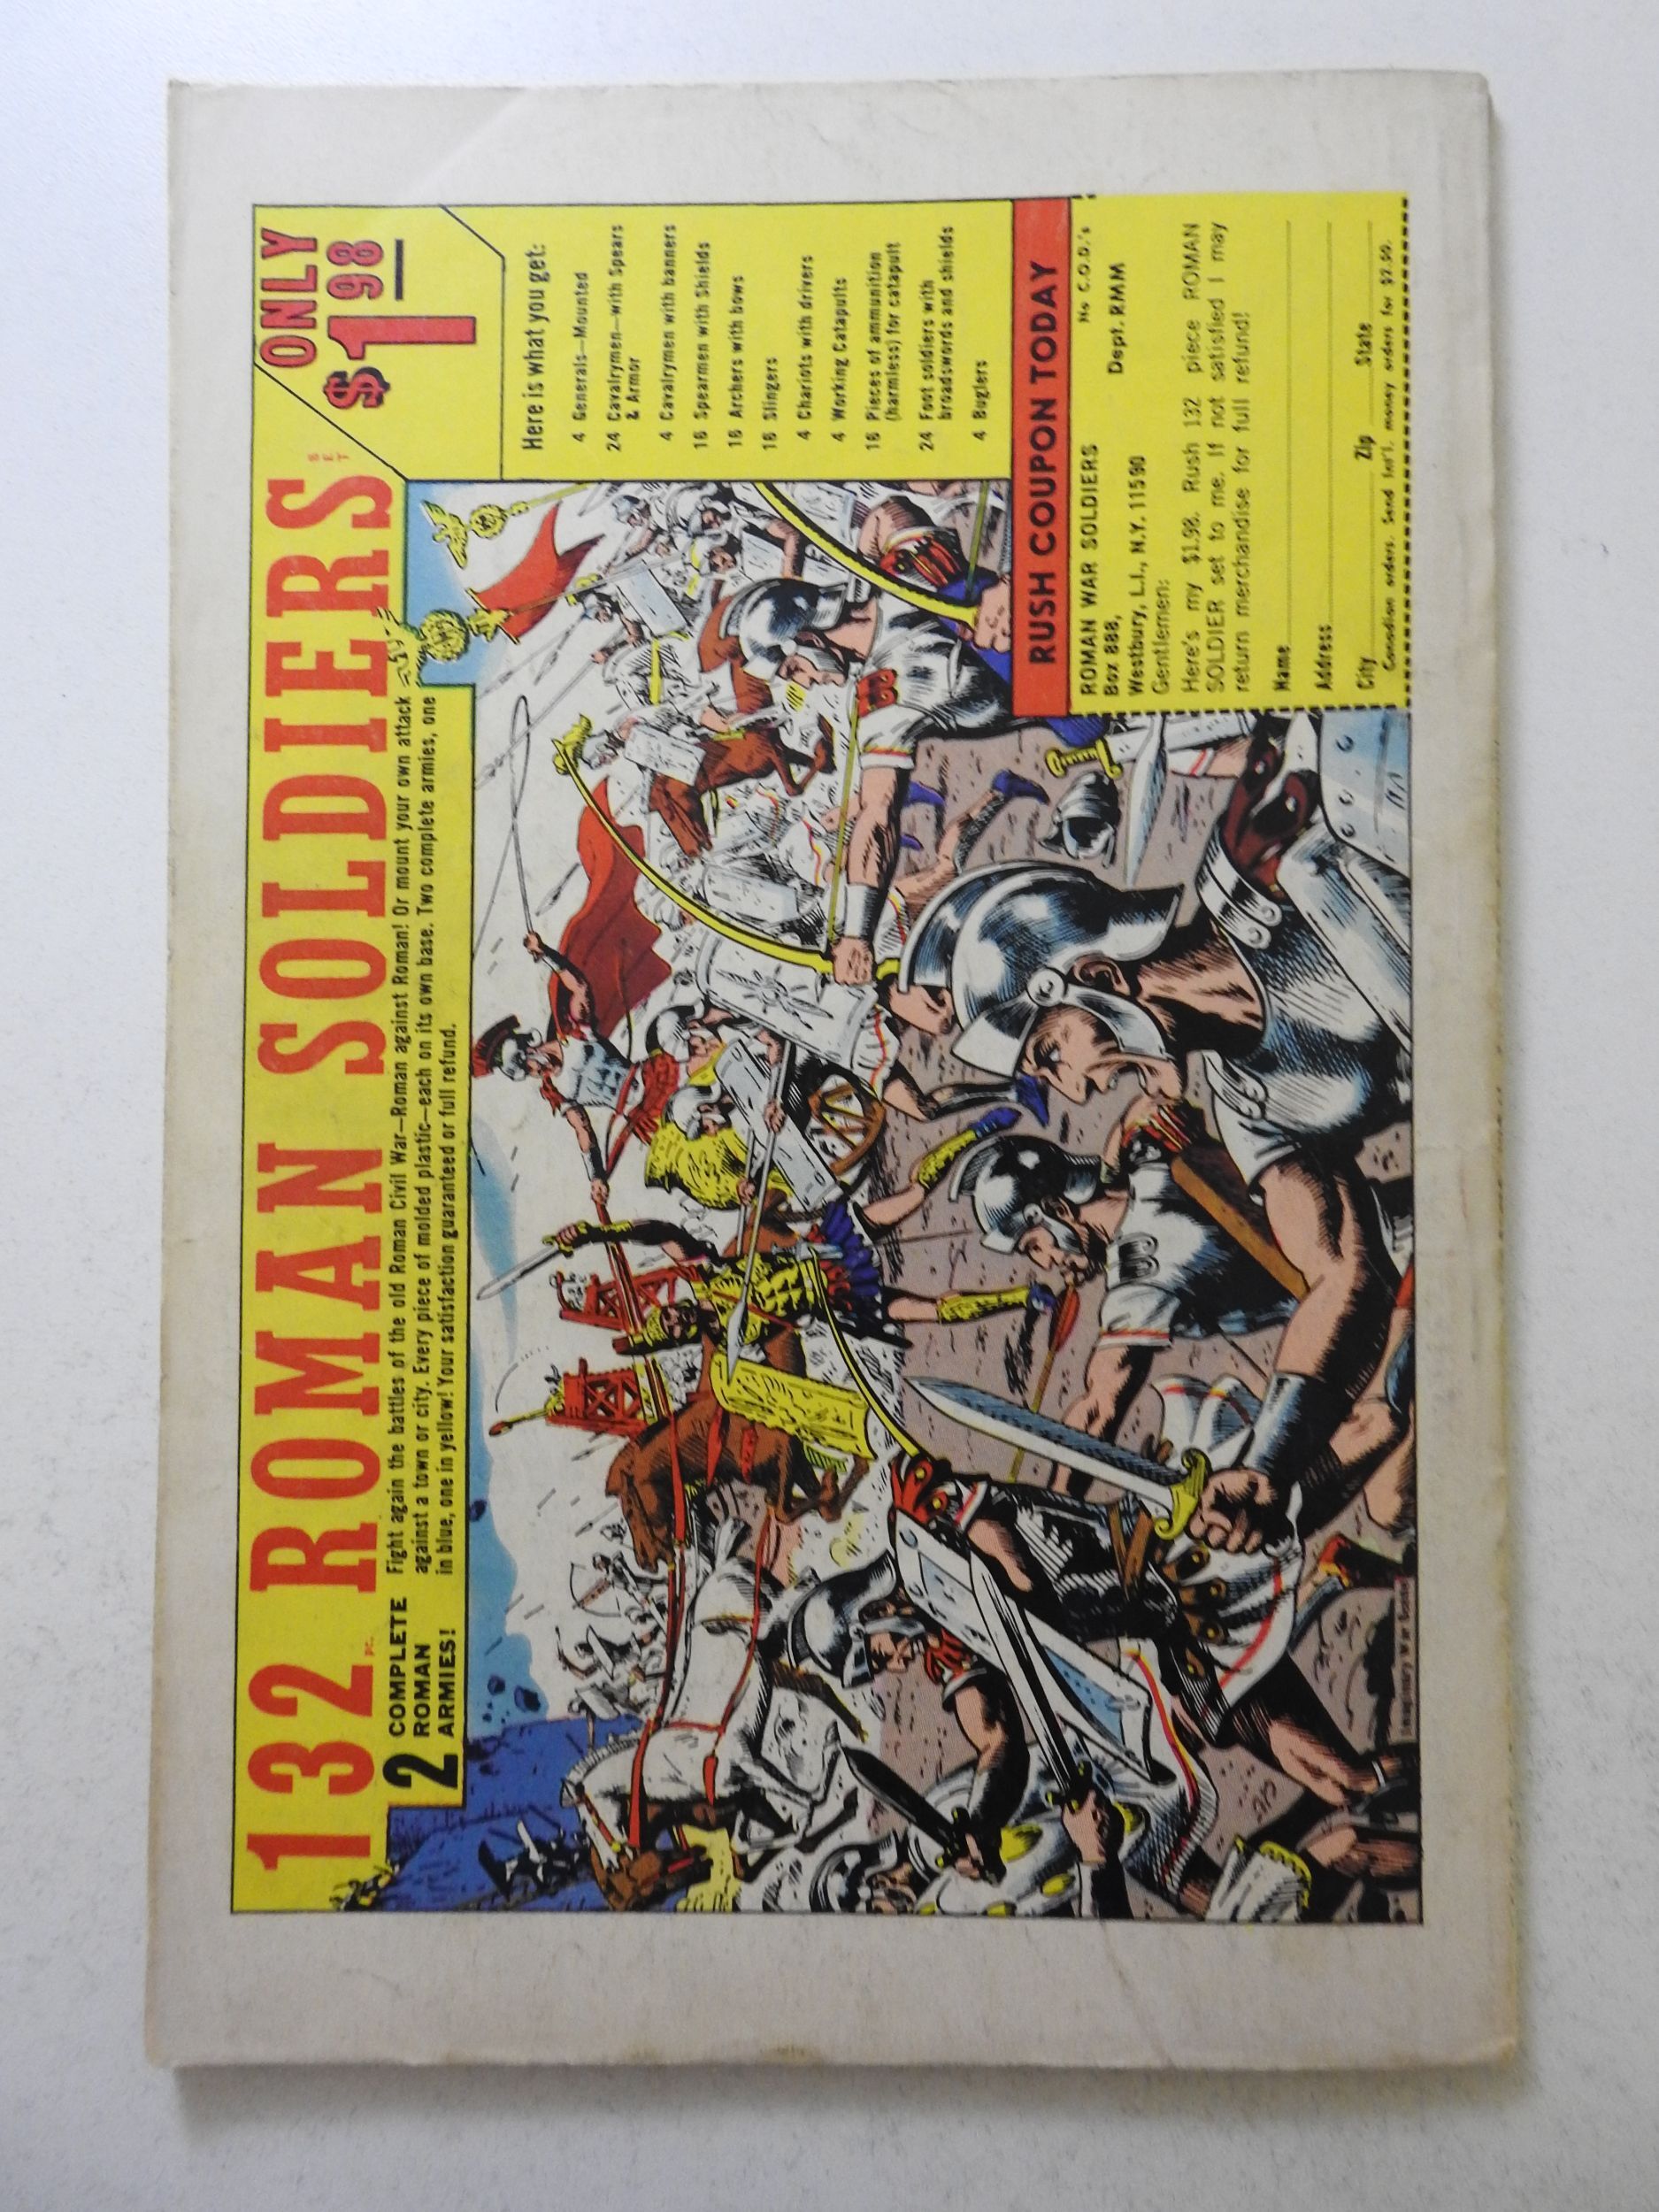 132 pc. ROMAN SOLDIERS SET
ONLY
$1.98
2 COMPLETE
ROMAN
ARMIES!
Fight again the battles of the old Roman Civil War—Roman against Roman! Or mount your own attack
against a town or city. Every piece of molded plastic—each on its own base. Two complete armies, one
in blue, one in yellow! Your satisfaction guaranteed or full refund.
Here is what you get:
4 Generals—Mounted
24 Cavalrymen—with Spears
& Armor
4 Cavalrymen with banners
16 Spearmen with Shields
16 Archers with bows
16 Slingers
4 Chariots with drivers
4 Working Catapults
16 Pieces of ammunition
(harmless) for catapult
24 Foot soldiers with
broadswords and shields
4 Buglers
RUSH COUPON TODAY
ROMAN WAR SOLDIERS No C.O.D.'s
Box 888, Dept. RMM
Westbury, L.I., N.Y. 11590
Gentlemen:
Here's my $1.98. Rush 132 piece ROMAN
SOLDIER set to me. If not satisfied I may
return merchandise for full refund!
Name
Address
City Zip State
Canadian orders. Send Int'l. money orders for $2.50.
Imaginary War Scene